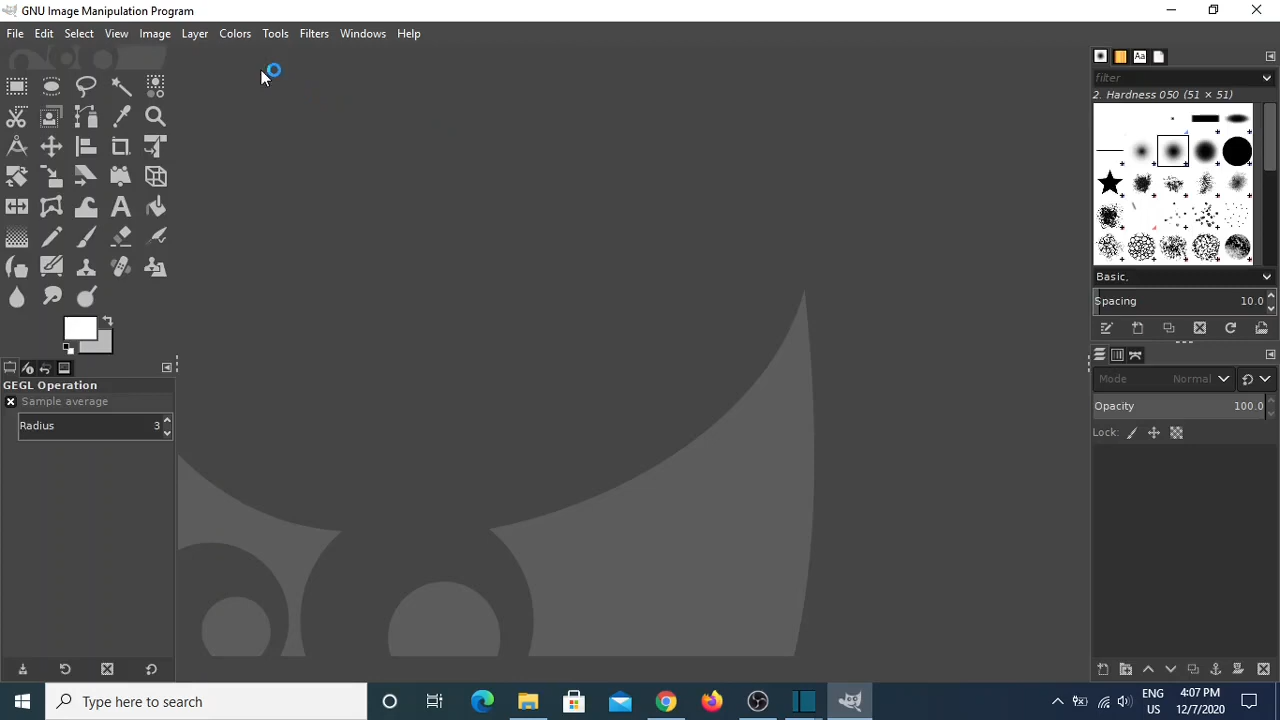 GNU Image Manipulation Program
File Edit Select View Image Layer Colors Tools Filters Windows Help
filter
2. Hardness 050 (51 × 51)
Basic,
Spacing 10.0
Mode Normal
Opacity 100.0
Lock:
GEGL Operation
Sample average
Radius 3
Type here to search
ENG
US
4:07 PM
12/7/2020